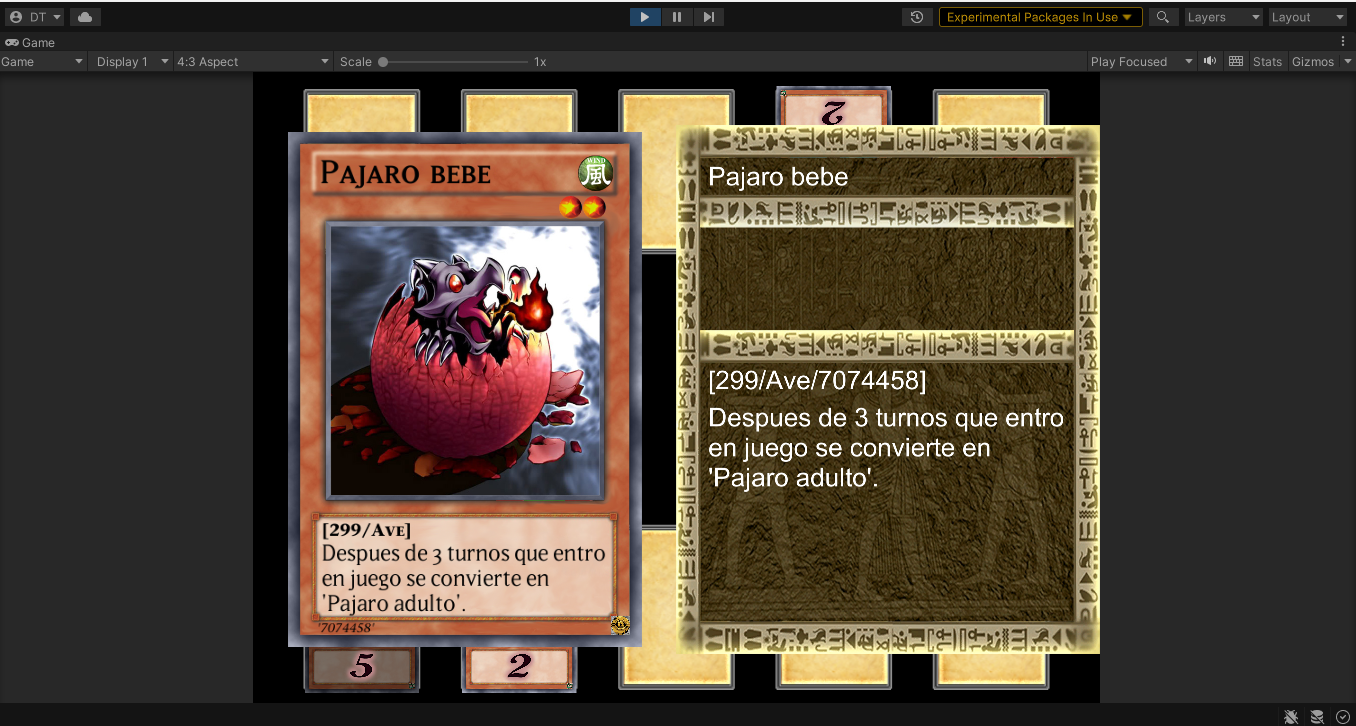 DT
Experimental Packages In Use
Layers
Layout
Game
Game
Display 1
4:3 Aspect
Scale
1x
Play Focused
Stats
Gizmos
2
Pajaro bebe
WIND
風
[299/Ave]
Despues de 3 turnos que entro
en juego se convierte en
'Pajaro adulto'.
'7074458'
Pajaro bebe
[299/Ave/7074458]
Despues de 3 turnos que entro
en juego se convierte en
'Pajaro adulto'.
5
2